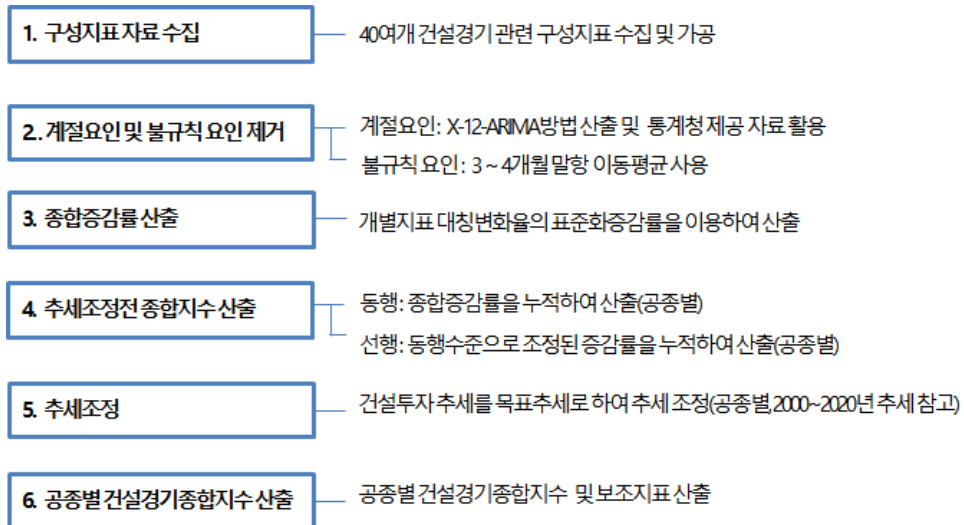 1. 구성지표 자료 수집
40여개 건설경기 관련 구성지표 수집 및 가공
2. 계절요인 및 불규칙 요인 제거
계절요인: X-12-ARIMA방법 산출 및 통계청 제공 자료 활용
불규칙 요인: 3 ~ 4개월 말항 이동평균 사용
3. 종합증감률 산출
개별지표 대칭변화율의 표준화증감률을 이용하여 산출
4. 추세조정전 종합지수 산출
동행: 종합증감률을 누적하여 산출(공종별)
선행: 동행수준으로 조정된 증감률을 누적하여 산출(공종별)
5. 추세조정
건설투자 추세를 목표추세로 하여 추세 조정(공종별,2000~2020년 추세 참고)
6. 공종별 건설경기종합지수 산출
공종별 건설경기종합지수 및 보조지표 산출